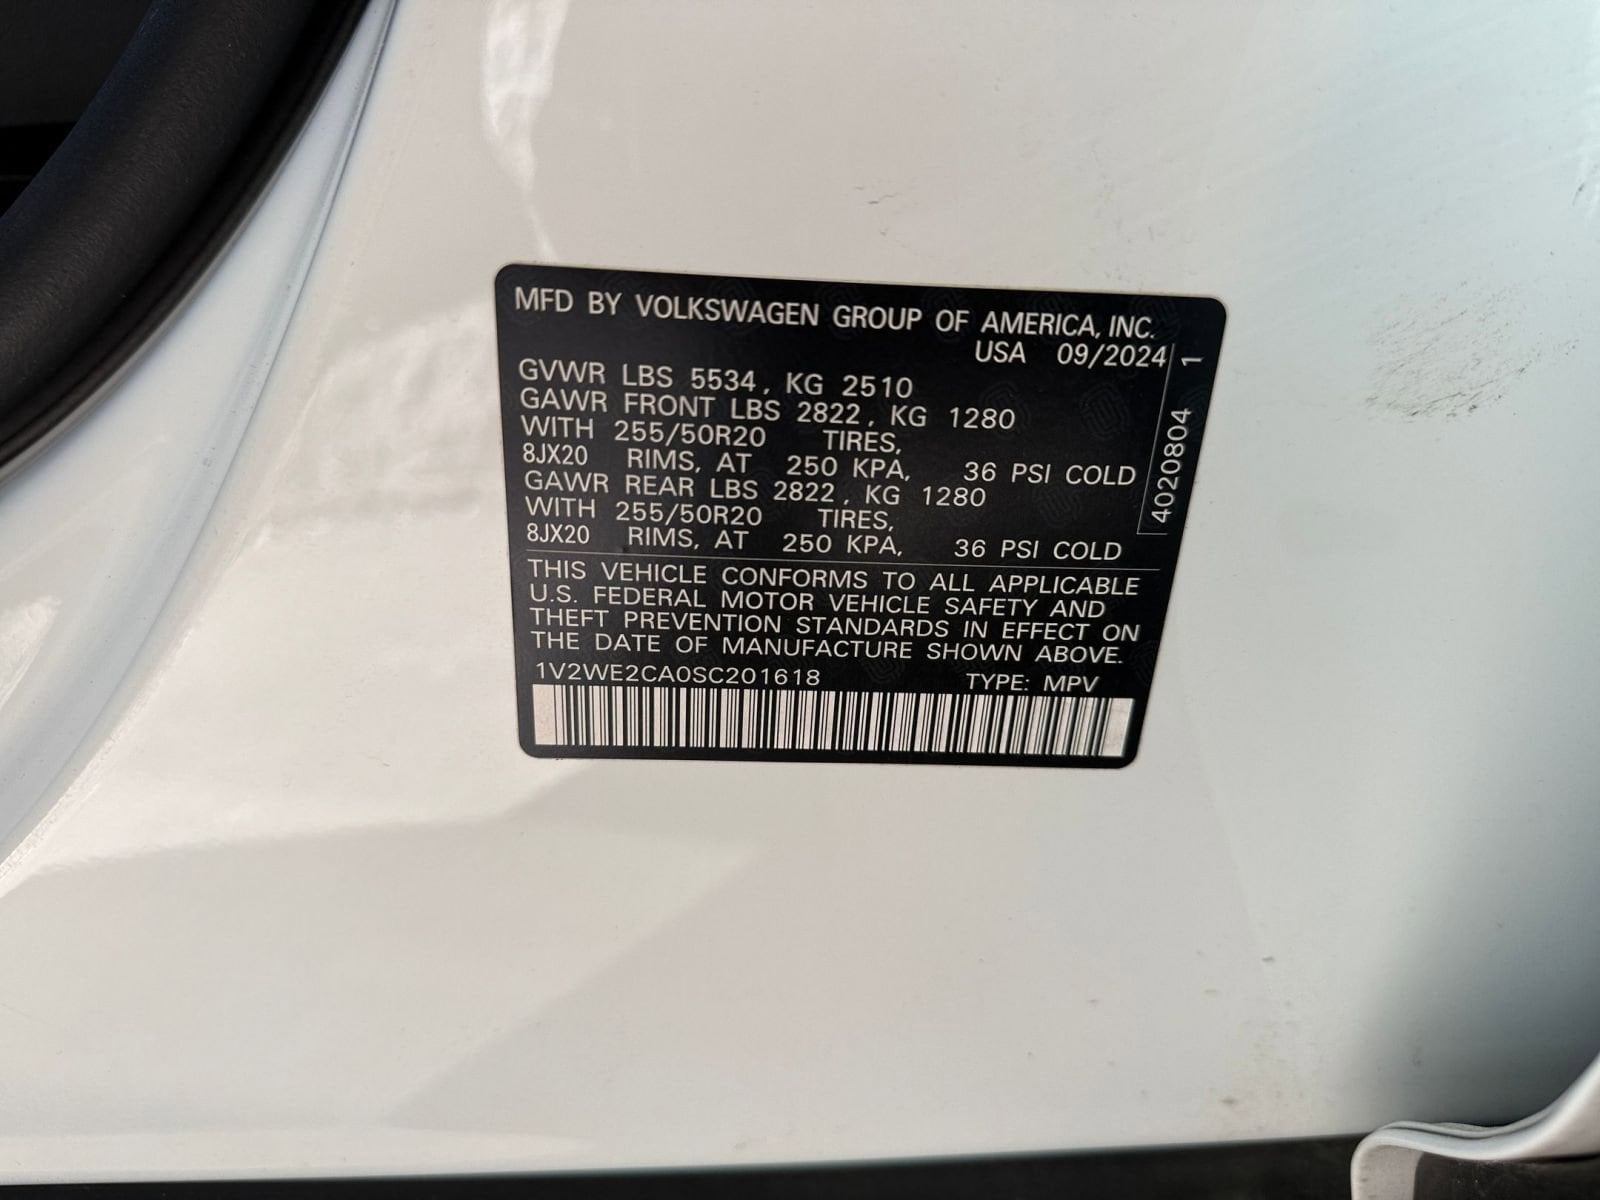 MFD BY VOLKSWAGEN GROUP OF AMERICA, INC.
USA 09/2024
GVWR LBS 5534, KG 2510
GAWR FRONT LBS 2822, KG 1280
WITH 255/50R20 TIRES,
8JX20 RIMS, AT 250 KPA, 36 PSI COLD
GAWR REAR LBS 2822, KG 1280
WITH 255/50R20 TIRES,
8JX20 RIMS, AT 250 KPA, 36 PSI COLD
4020804 1
THIS VEHICLE CONFORMS TO ALL APPLICABLE
U.S. FEDERAL MOTOR VEHICLE SAFETY AND
THEFT PREVENTION STANDARDS IN EFFECT ON
THE DATE OF MANUFACTURE SHOWN ABOVE.
1V2WE2CA0SC201618 TYPE: MPV